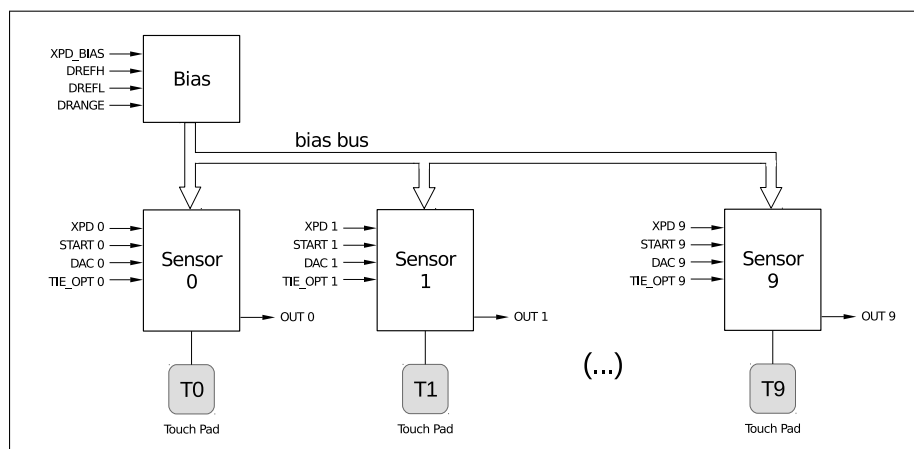 XPD_BIAS
DREFH
DREFL
DRANGE
Bias
bias bus
XPD 0
START 0
DAC 0
TIE_OPT 0
Sensor
0
OUT 0
XPD 1
START 1
DAC 1
TIE_OPT 1
Sensor
1
OUT 1
XPD 9
START 9
DAC 9
TIE_OPT 9
Sensor
9
OUT 9
(...)
T0
Touch Pad
T1
Touch Pad
T9
Touch Pad